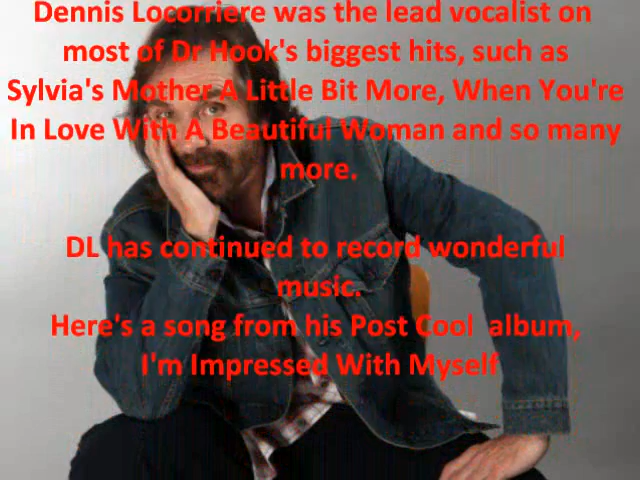 Dennis Locorriere was the lead vocalist on
most of Dr Hook's biggest hits, such as
Sylvia's Mother A Little Bit More, When You're
In Love With A Beautiful Woman and so many
more.
DL has continued to record wonderful
music.
Here's a song from his Post Cool album,
I'm Impressed With Myself